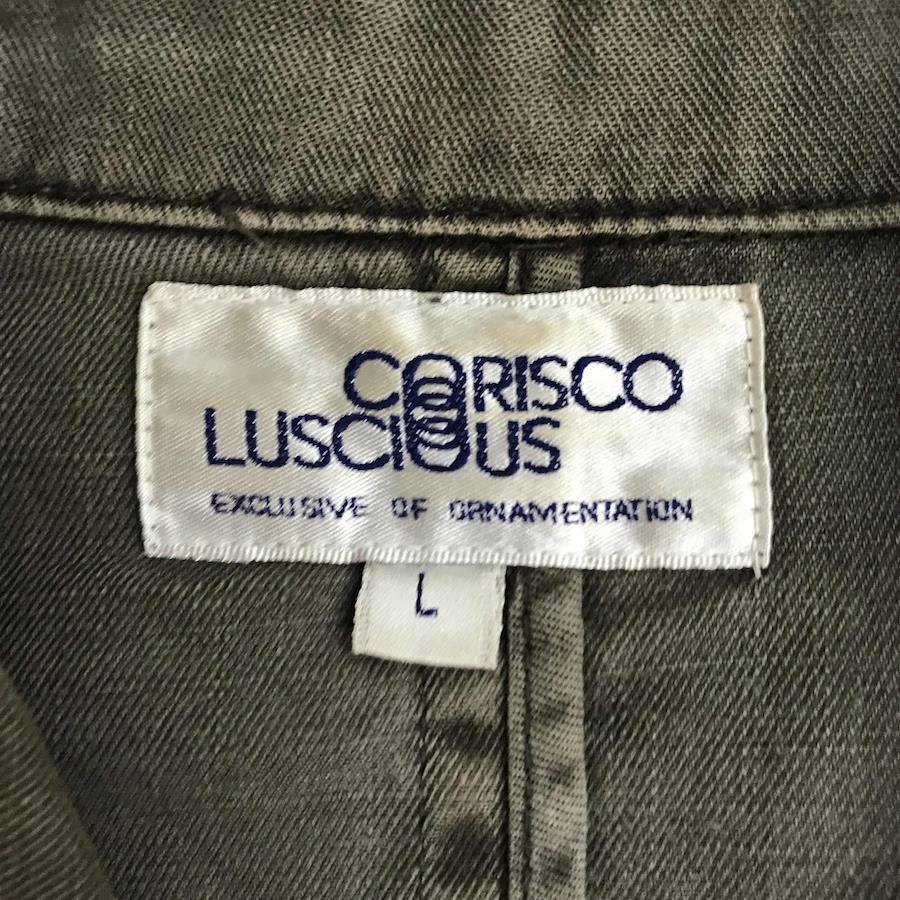 CORISCO
LUSCIOUS
EXCLUSIVE OF ORNAMENTATION
L